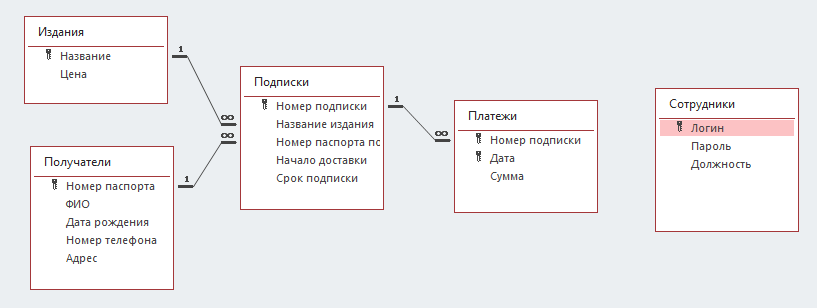 Издания
Название
Цена
1
∞
Получатели
Номер паспорта
ФИО
Дата рождения
Номер телефона
Адрес
1
∞
Подписки
Номер подписки
Название издания
Номер паспорта по
Начало доставки
Срок подписки
1
∞
Платежи
Номер подписки
Дата
Сумма
Сотрудники
Логин
Пароль
Должность